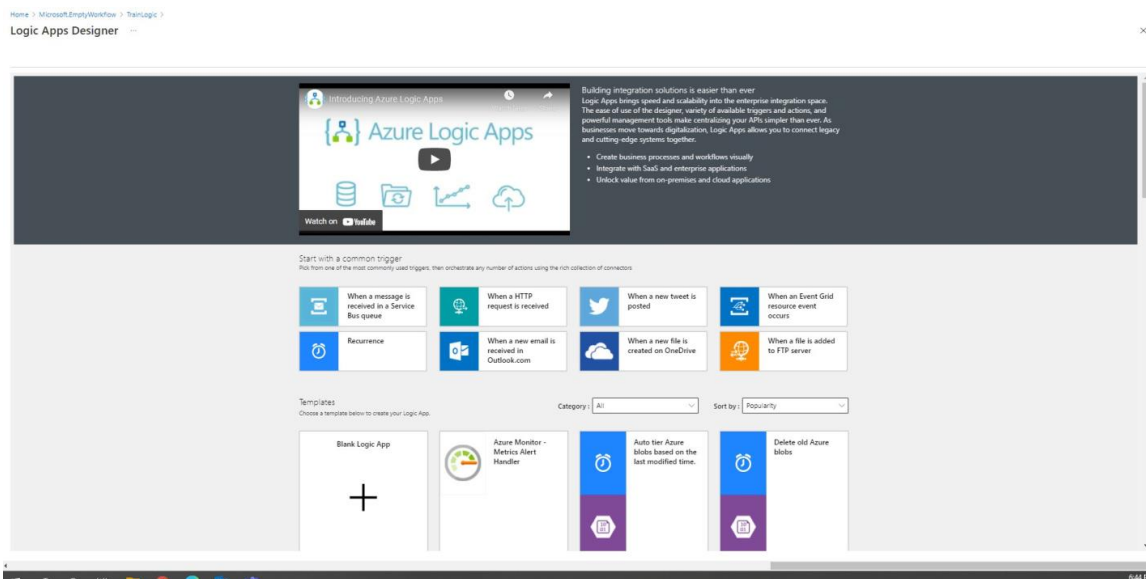 Home > Microsoft.EmptyWorkflow > TrainLogic >
Logic Apps Designer ...
Introducing Azure Logic Apps
{ } Azure Logic Apps
Watch on YouTube
Building integration solutions is easier than ever
Logic Apps brings speed and scalability into the enterprise integration space.
The ease of use of the designer, variety of available triggers and actions, and
powerful management tools make centralizing your APIs simpler than ever. As
businesses move towards digitalization, Logic Apps allows you to connect legacy
and cutting-edge systems together.
• Create business processes and workflows visually
• Integrate with SaaS and enterprise applications
• Unlock value from on-premises and cloud applications
Start with a common trigger
Pick from one of the most commonly used triggers, then orchestrate any number of actions using the rich collection of connectors
When a message is
received in a Service
Bus queue
When a HTTP
request is received
When a new tweet is
posted
When an Event Grid
resource event
occurs
Recurrence
When a new email is
received in
Outlook.com
When a new file is
created on OneDrive
When a file is added
to FTP server
Templates
Choose a template below to create your Logic App.
Category : All
Sort by : Popularity
Blank Logic App
Azure Monitor -
Metrics Alert
Handler
Auto tier Azure
blobs based on the
last modified time.
Delete old Azure
blobs